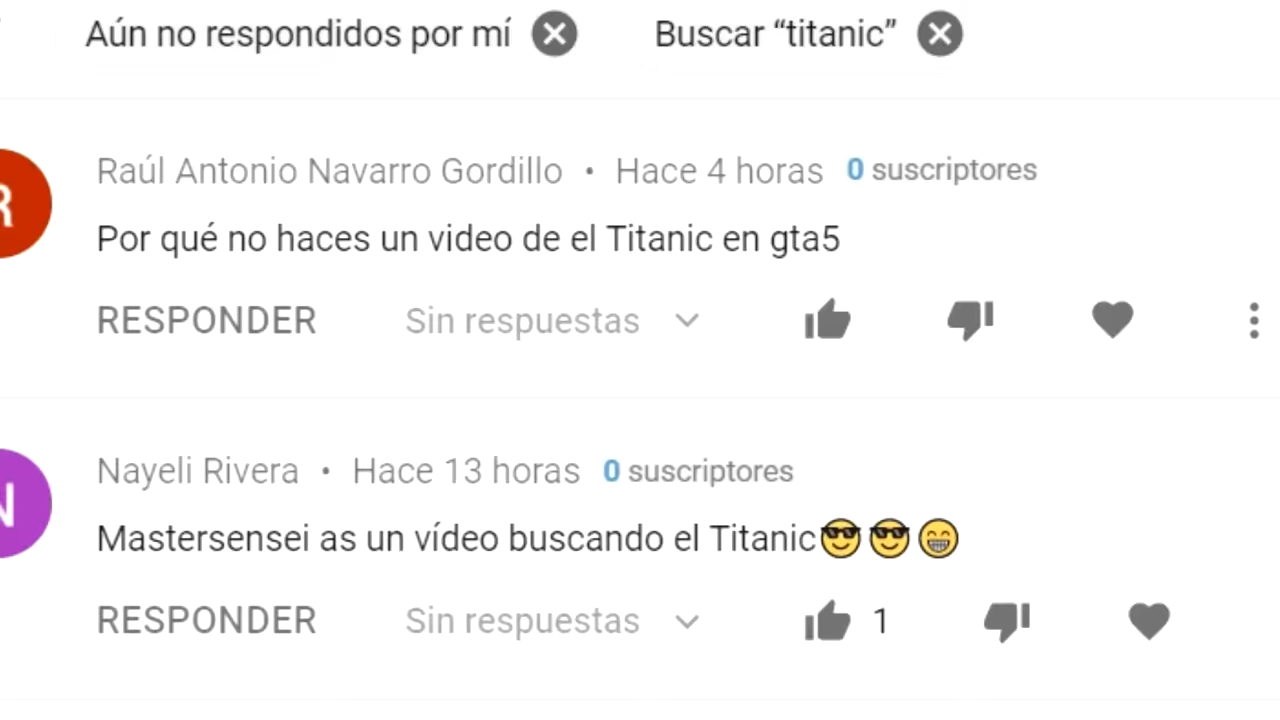 Aún no respondidos por mí Buscar “titanic”
R
Raúl Antonio Navarro Gordillo • Hace 4 horas 0 suscriptores
Por qué no haces un video de el Titanic en gta5
RESPONDER Sin respuestas
N
Nayeli Rivera • Hace 13 horas 0 suscriptores
Mastersensei as un vídeo buscando el Titanic😎😎😁
RESPONDER Sin respuestas 1